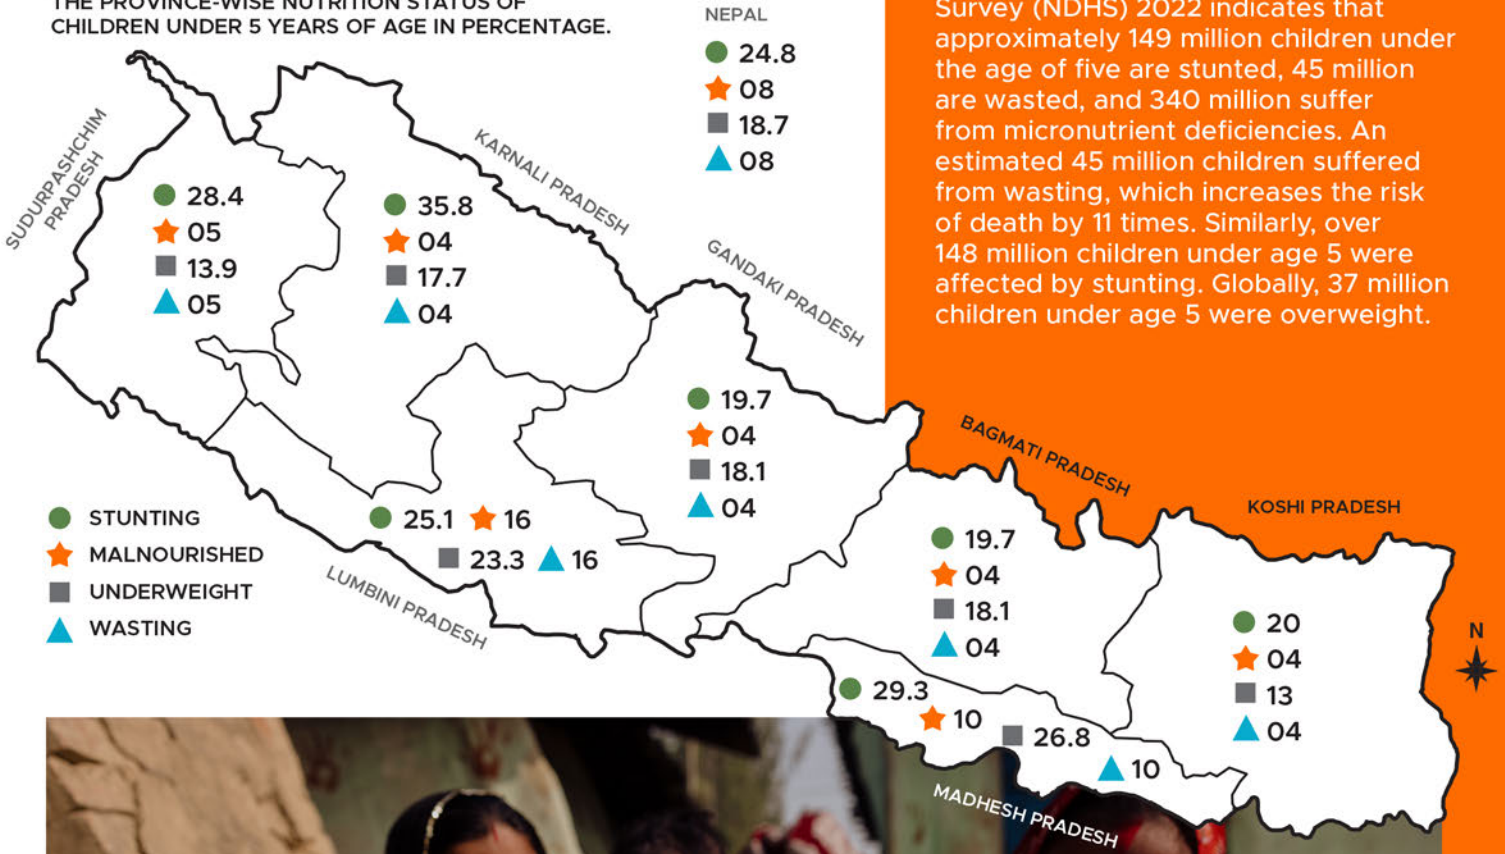 THE PROVINCE-WISE NUTRITION STATUS OF
CHILDREN UNDER 5 YEARS OF AGE IN PERCENTAGE.
NEPAL
24.8
08
18.7
08
Survey (NDHS) 2022 indicates that
approximately 149 million children under
the age of five are stunted, 45 million
are wasted, and 340 million suffer
from micronutrient deficiencies. An
estimated 45 million children suffered
from wasting, which increases the risk
of death by 11 times. Similarly, over
148 million children under age 5 were
affected by stunting. Globally, 37 million
children under age 5 were overweight.
SUDURPASHCHIM
PRADESH
28.4
05
13.9
05
KARNALI PRADESH
35.8
04
17.7
04
GANDAKI PRADESH
19.7
04
18.1
04
BAGMATI PRADESH
19.7
04
18.1
04
KOSHI PRADESH
20
04
13
04
N
25.1 16
23.3 16
LUMBINI PRADESH
STUNTING
MALNOURISHED
UNDERWEIGHT
WASTING
29.3
10
26.8
10
MADHESH PRADESH